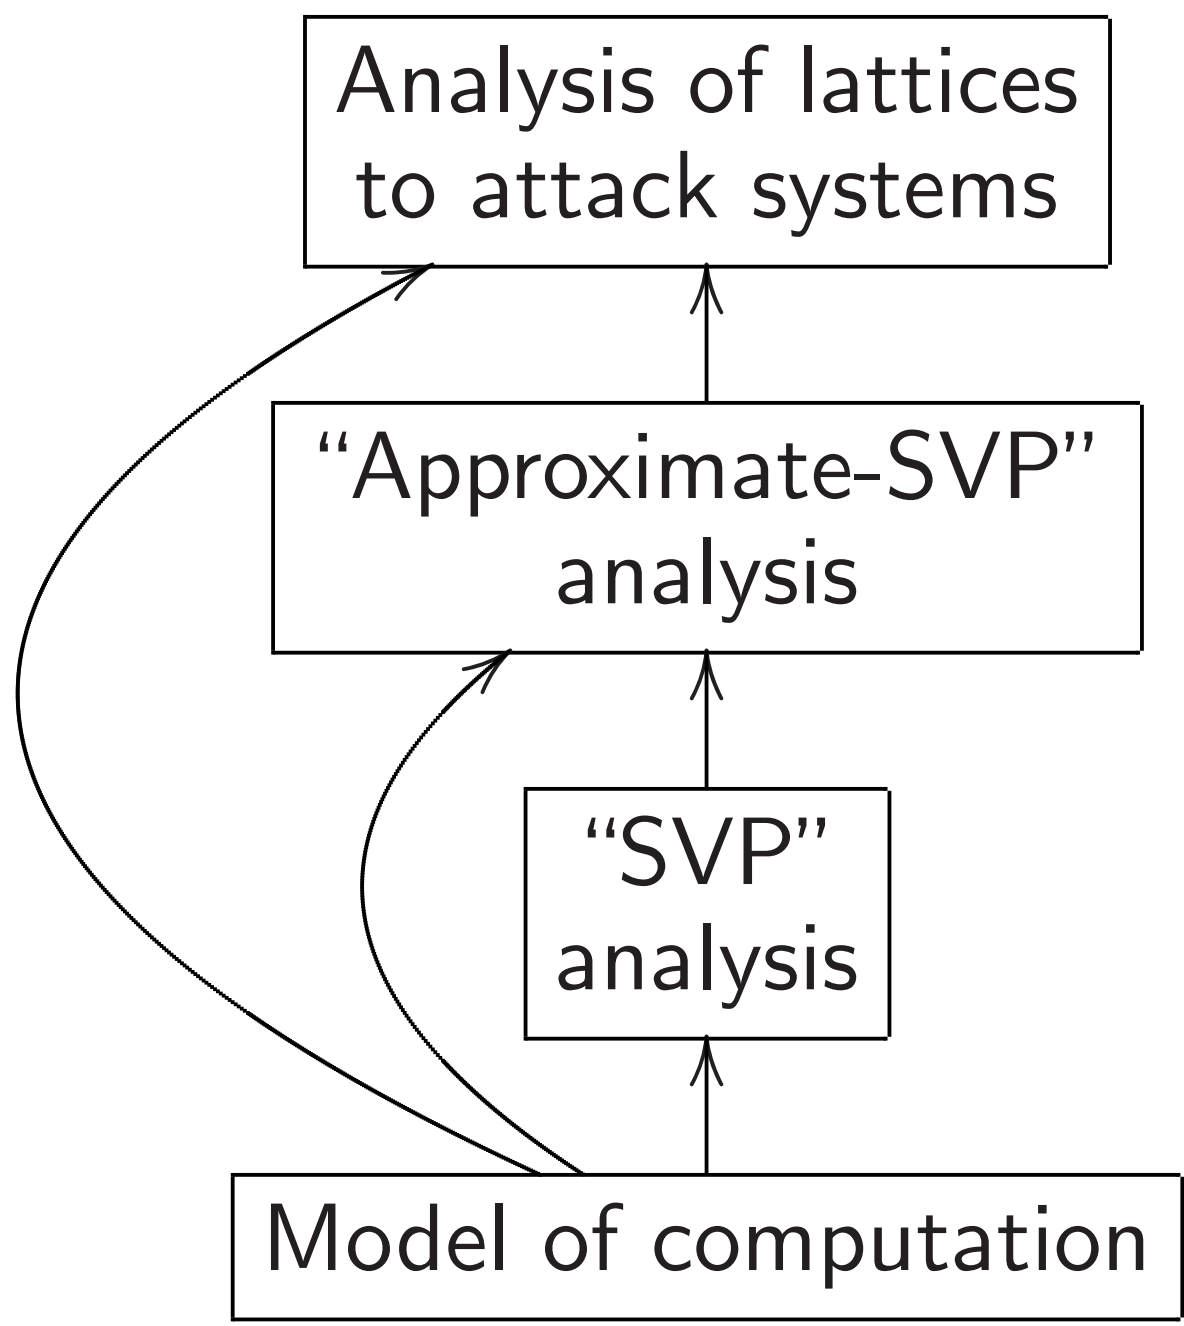 Analysis of lattices
to attack systems
“Approximate-SVP”
analysis
“SVP”
analysis
Model of computation